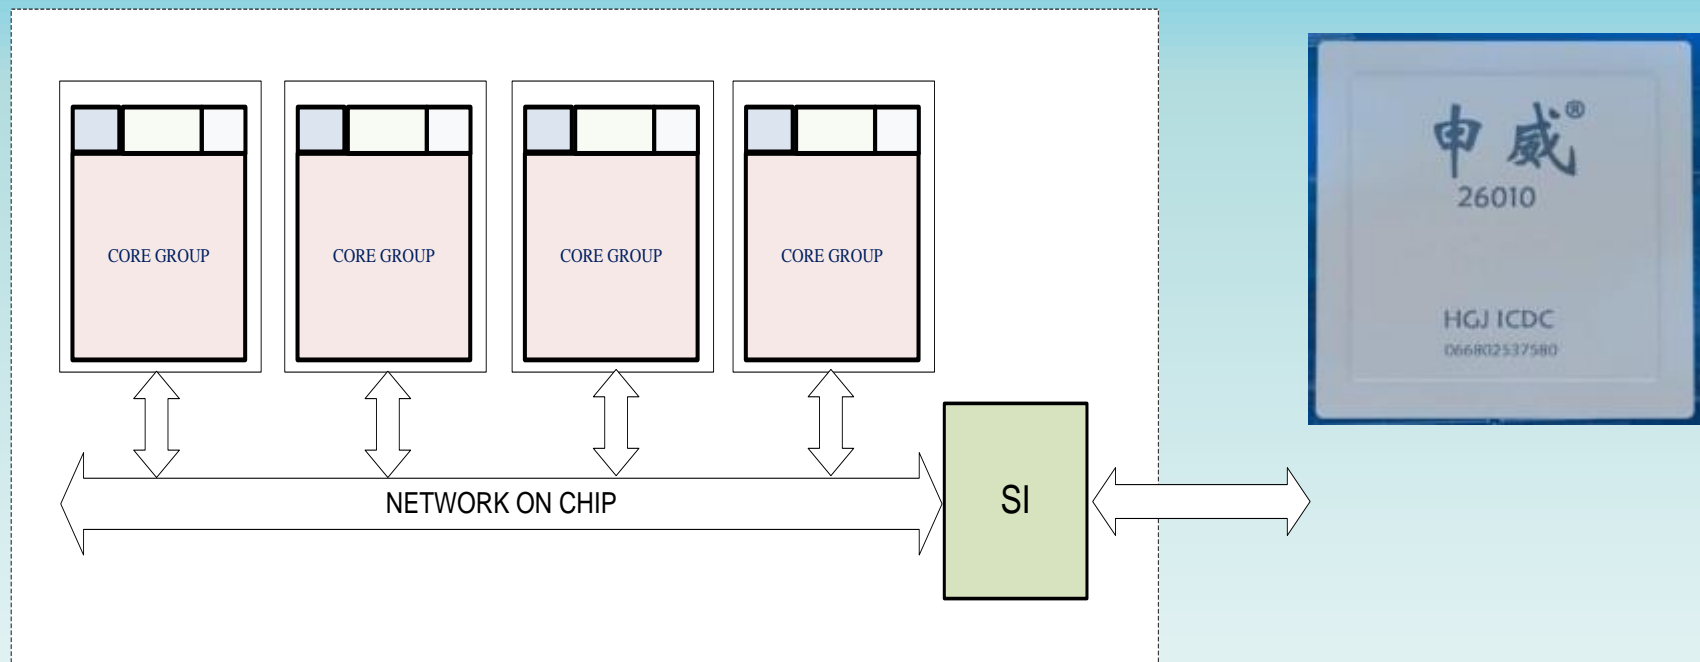 CORE GROUP
CORE GROUP
CORE GROUP
CORE GROUP
NETWORK ON CHIP
SI
申威®
26010
HGJ ICDC
066802537580